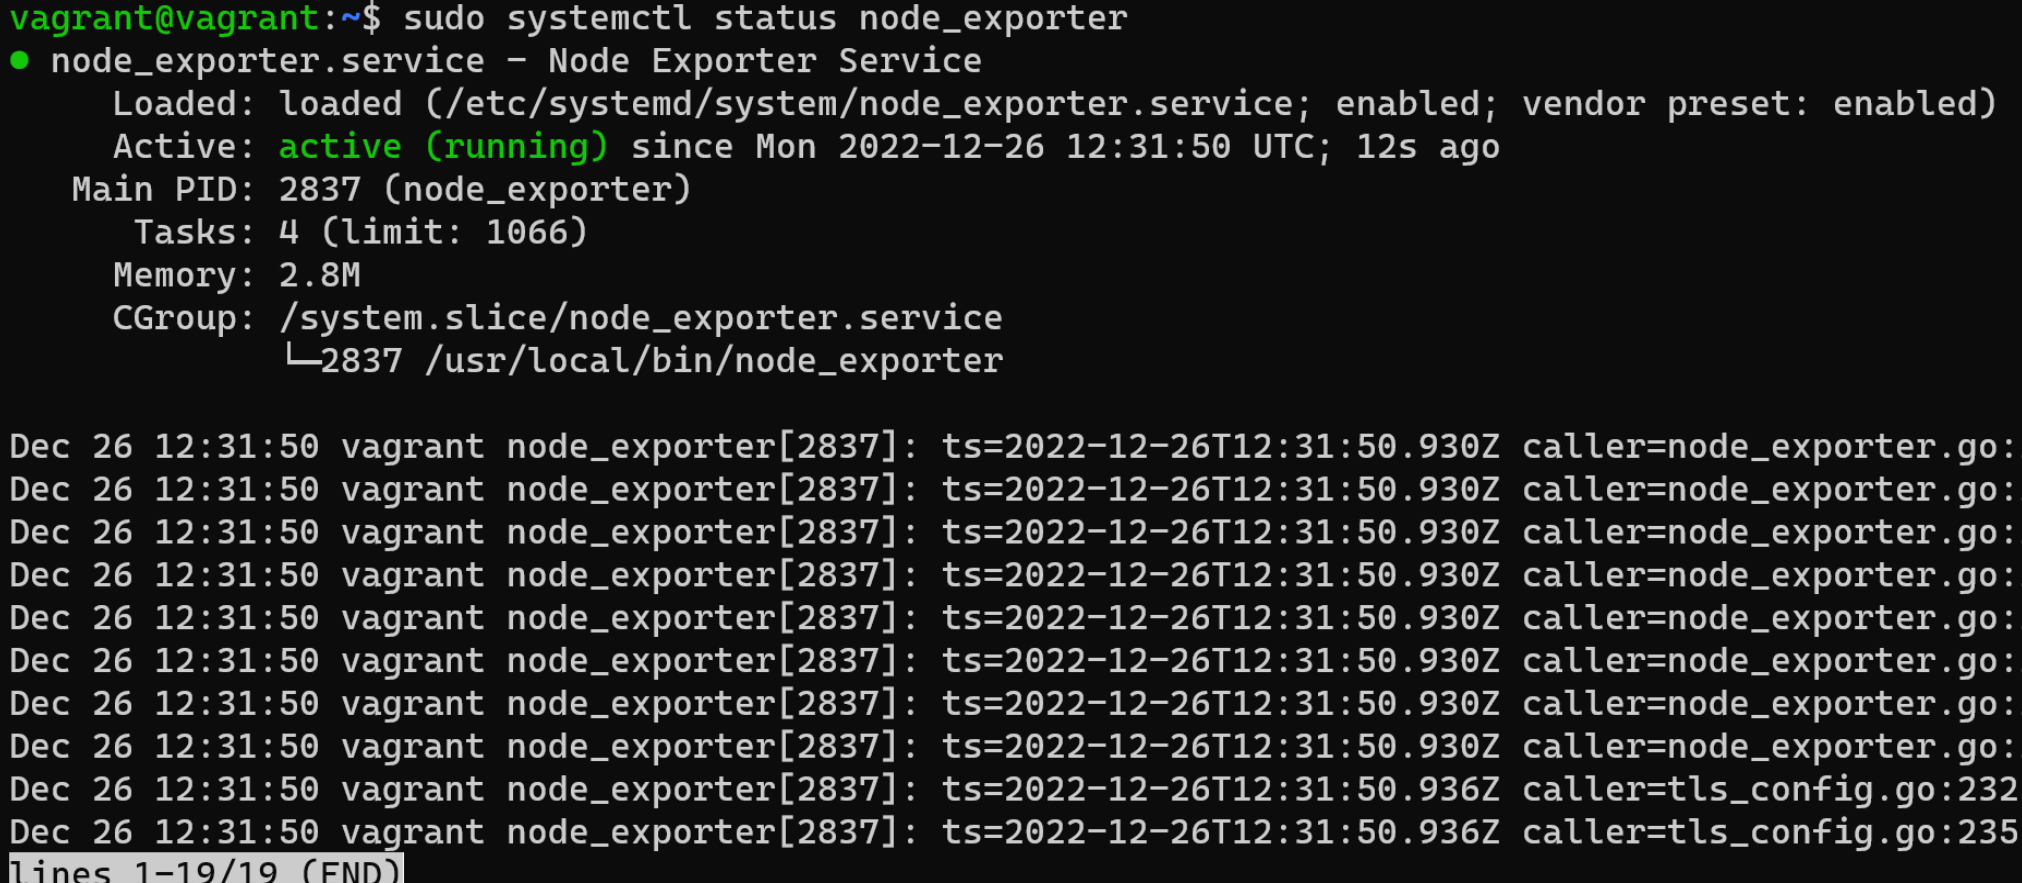 vagrant@vagrant:~$ sudo systemctl status node_exporter
● node_exporter.service - Node Exporter Service
     Loaded: loaded (/etc/systemd/system/node_exporter.service; enabled; vendor preset: enabled)
     Active: active (running) since Mon 2022-12-26 12:31:50 UTC; 12s ago
   Main PID: 2837 (node_exporter)
      Tasks: 4 (limit: 1066)
     Memory: 2.8M
     CGroup: /system.slice/node_exporter.service
             └─2837 /usr/local/bin/node_exporter

Dec 26 12:31:50 vagrant node_exporter[2837]: ts=2022-12-26T12:31:50.930Z caller=node_exporter.go:
Dec 26 12:31:50 vagrant node_exporter[2837]: ts=2022-12-26T12:31:50.930Z caller=node_exporter.go:
Dec 26 12:31:50 vagrant node_exporter[2837]: ts=2022-12-26T12:31:50.930Z caller=node_exporter.go:
Dec 26 12:31:50 vagrant node_exporter[2837]: ts=2022-12-26T12:31:50.930Z caller=node_exporter.go:
Dec 26 12:31:50 vagrant node_exporter[2837]: ts=2022-12-26T12:31:50.930Z caller=node_exporter.go:
Dec 26 12:31:50 vagrant node_exporter[2837]: ts=2022-12-26T12:31:50.930Z caller=node_exporter.go:
Dec 26 12:31:50 vagrant node_exporter[2837]: ts=2022-12-26T12:31:50.930Z caller=node_exporter.go:
Dec 26 12:31:50 vagrant node_exporter[2837]: ts=2022-12-26T12:31:50.930Z caller=node_exporter.go:
Dec 26 12:31:50 vagrant node_exporter[2837]: ts=2022-12-26T12:31:50.936Z caller=tls_config.go:232
Dec 26 12:31:50 vagrant node_exporter[2837]: ts=2022-12-26T12:31:50.936Z caller=tls_config.go:235
lines 1-19/19 (END)